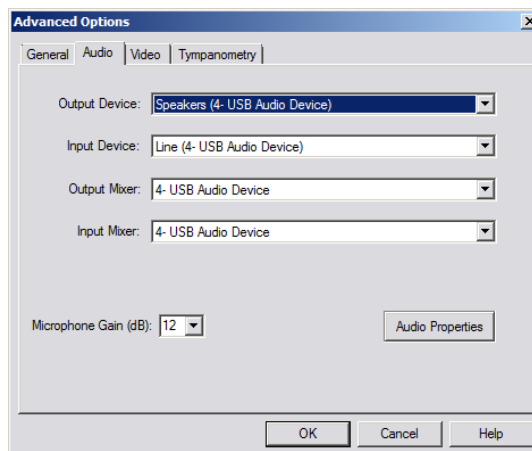 Advanced Options
General Audio Video Tympanometry
Output Device: Speakers (4- USB Audio Device)
Input Device: Line (4- USB Audio Device)
Output Mixer: 4- USB Audio Device
Input Mixer: 4- USB Audio Device
Microphone Gain (dB): 12 Audio Properties
OK Cancel Help